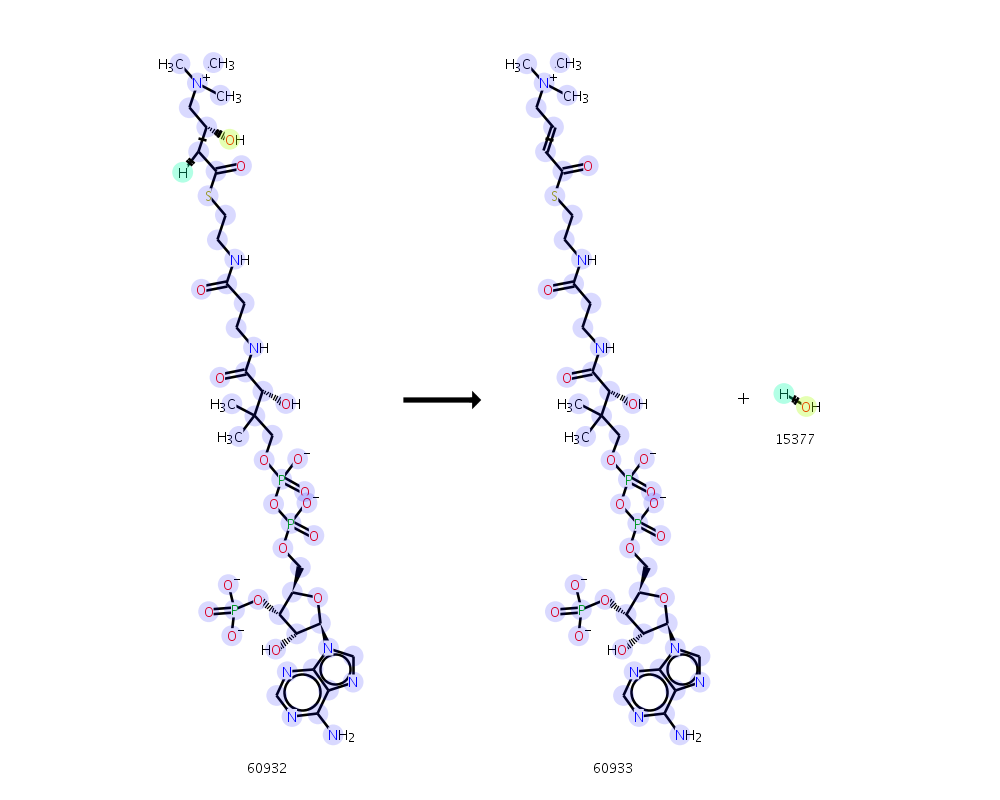 H₃C .CH₃ H₃C .CH₃
N⁺ N⁺
CH₃ CH₃
OH
H O O
S S
NH NH
O O
NH NH
O O
H₃C OH H₃C OH
H₃C H₃C
O O⁻ O O⁻
P P
O O
O O⁻ O O⁻
P O P O
O O
O⁻ O⁻
O P O O O P O O
O⁻ O⁻
HO N HO N
N N N N
N N
NH₂ NH₂
+
H
OH
15377
60932 60933